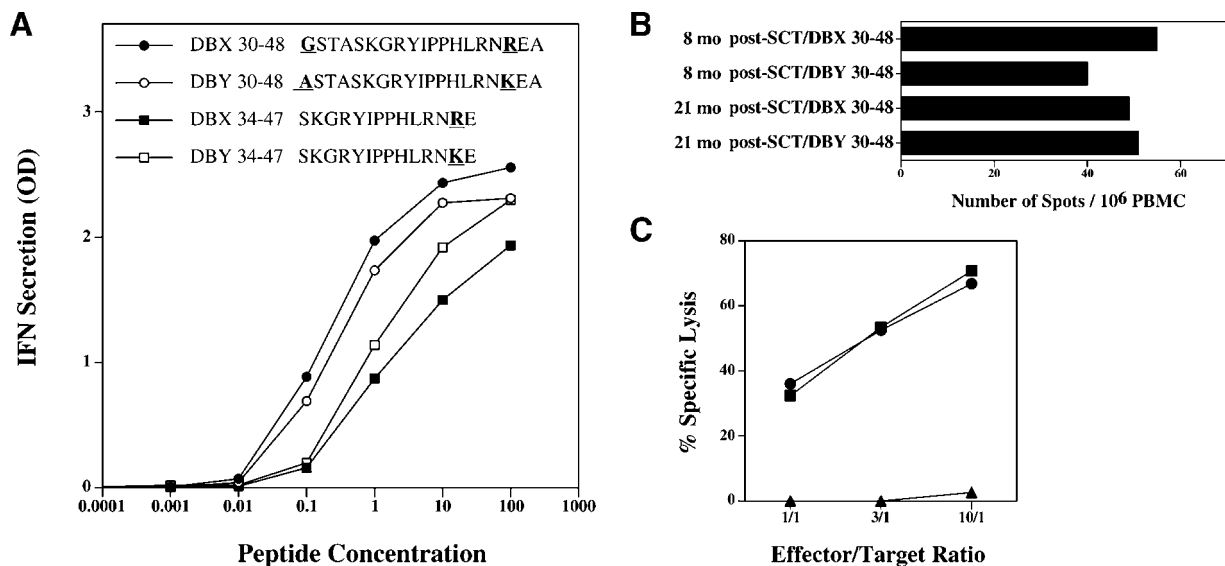 A
DBX 30-48 GSTASKGRYIPPHLRNREA
DBY 30-48 ASTASKGRYIPPHLRNKEA
DBX 34-47 SKGRYIPPHLRNRE
DBY 34-47 SKGRYIPPHLRNKE
3
2
1
0
IFN Secretion (OD)
0.0001 0.001 0.01 0.1 1 10 100 1000
Peptide Concentration
B
8 mo post-SCT/DBX 30-48
8 mo post-SCT/DBY 30-48
21 mo post-SCT/DBX 30-48
21 mo post-SCT/DBY 30-48
0 20 40 60
Number of Spots / 10⁶ PBMC
C
80
60
40
20
0
% Specific Lysis
1/1 3/1 10/1
Effector/Target Ratio